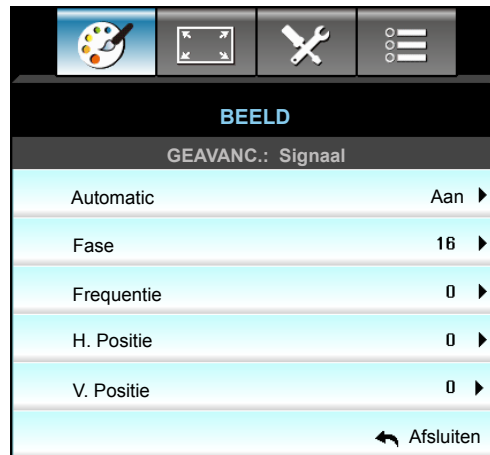 BEELD
GEAVANC.: Signaal
Automatic Aan
Fase 16
Frequentie 0
H. Positie 0
V. Positie 0
Afsluiten